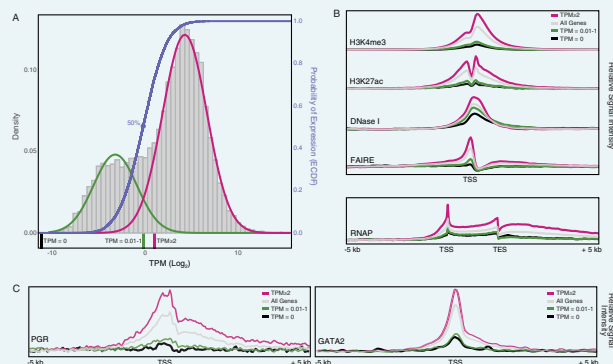 A
0.10
0.05
0.00
Density
1.0
0.8
0.6
0.4
0.2
0.0
Probability of Expression (ECDF)
50%
TPM = 0
TPM = 0.01-1
TPM≥2
-10
0
10
TPM (Log2)
B
TPM≥2
All Genes
TPM = 0.01-1
TPM = 0
H3K4me3
H3K27ac
DNase I
FAIRE
TSS
Relative Signal Intensity
RNAP
-5 kb
TSS
TES
+ 5 kb
C
TPM≥2
All Genes
TPM = 0.01-1
TPM = 0
PGR
-5 kb
TSS
+5 kb
TPM≥2
All Genes
TPM = 0.01-1
TPM = 0
GATA2
-5 kb
TSS
+5 kb
Relative Signal
Intensity